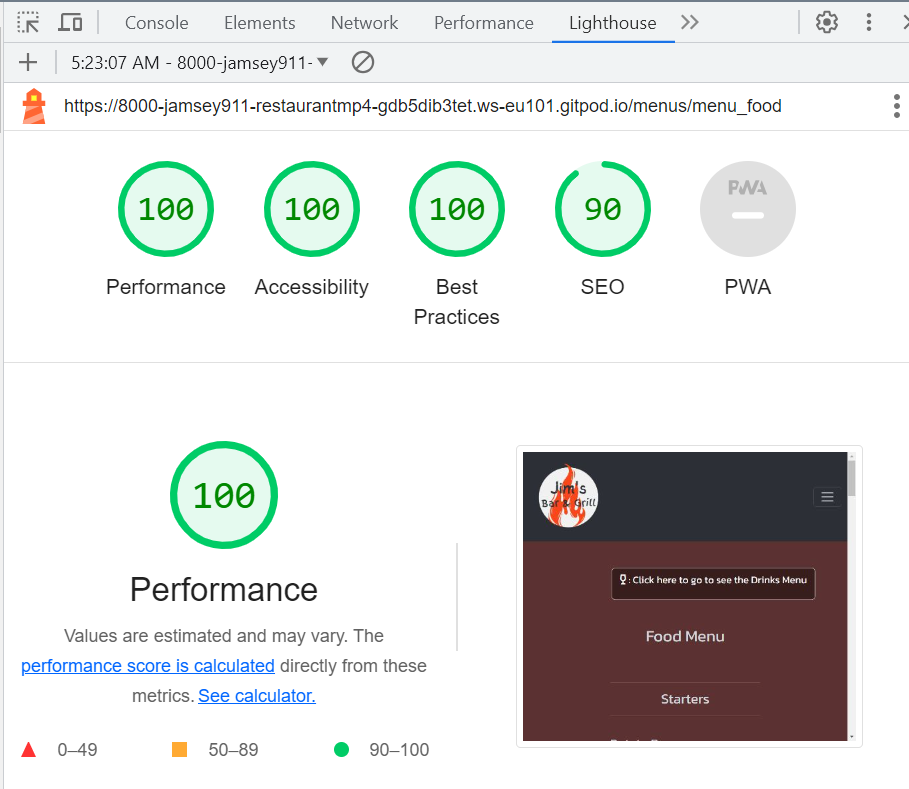 Console Elements Network Performance Lighthouse
5:23:07 AM - 8000-jamsey911-
https://8000-jamsey911-restaurantmp4-gdb5dib3tet.ws-eu101.gitpod.io/menus/menu_food
100 100 100 90 PWA
Performance Accessibility Best Practices SEO PWA
100
Performance
Values are estimated and may vary. The
performance score is calculated directly from these
metrics. See calculator.
0–49 50–89 90–100
Jim's
Bar & Grill
: Click here to go to see the Drinks Menu
Food Menu
Starters